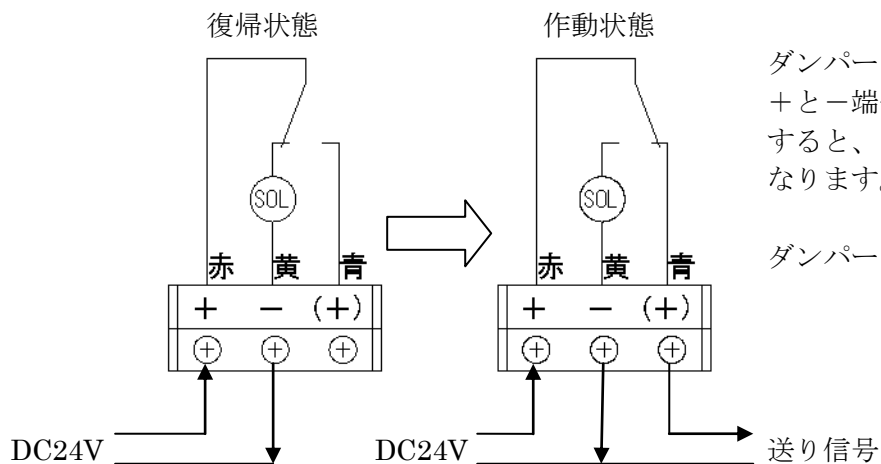 復帰状態
作動状態
ダンパー
+と-端
すると、
なります。
ダンパー
SOL
SOL
赤 黄 青
赤 黄 青
+ - (+)
+ - (+)
DC24V
DC24V
送り信号